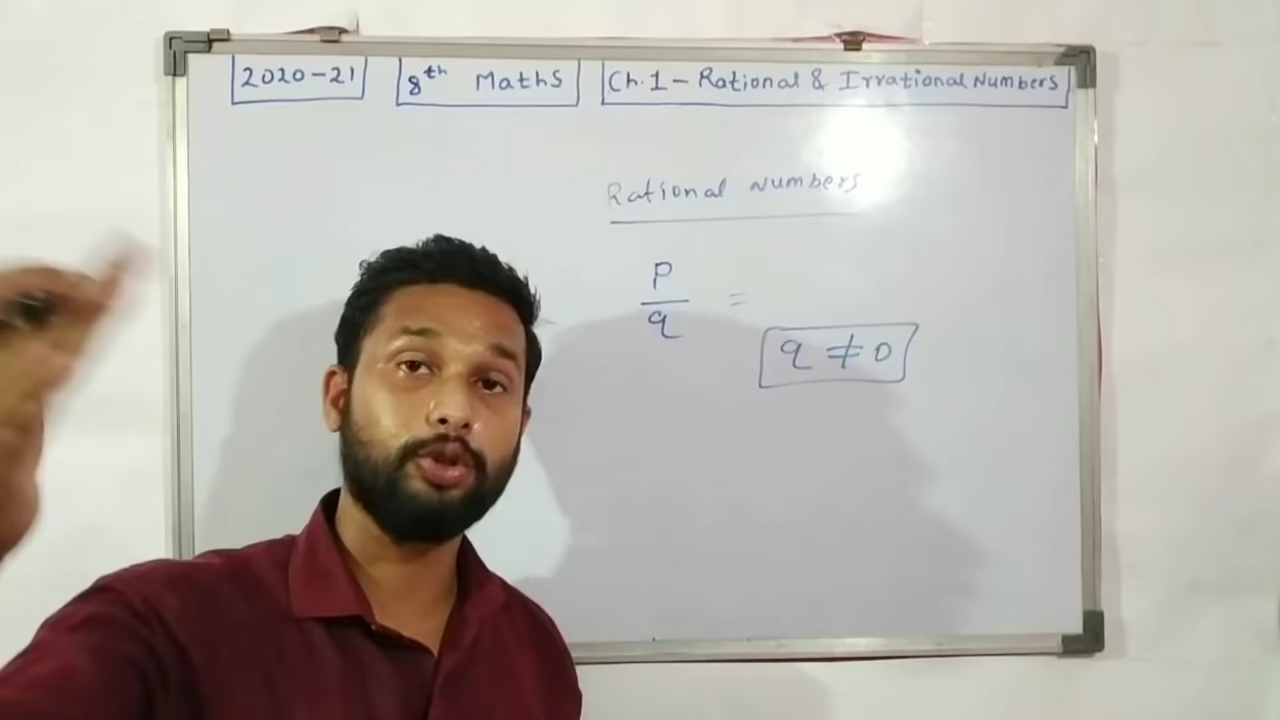 2020-21 8th Maths Ch.1 - Rational & Irrational Numbers
Rational Numbers
P
q =
q ≠ 0